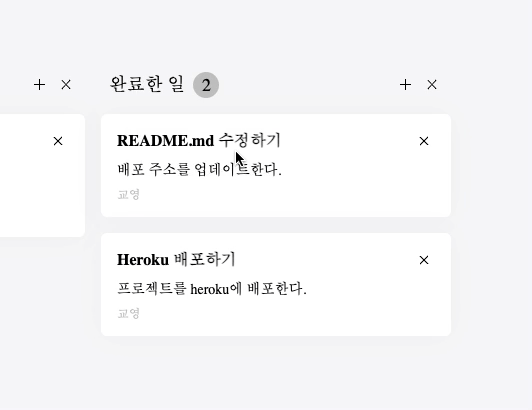 완료한 일 2
README.md 수정하기
배포 주소를 업데이트한다.
교영
Heroku 배포하기
프로젝트를 heroku에 배포한다.
교영